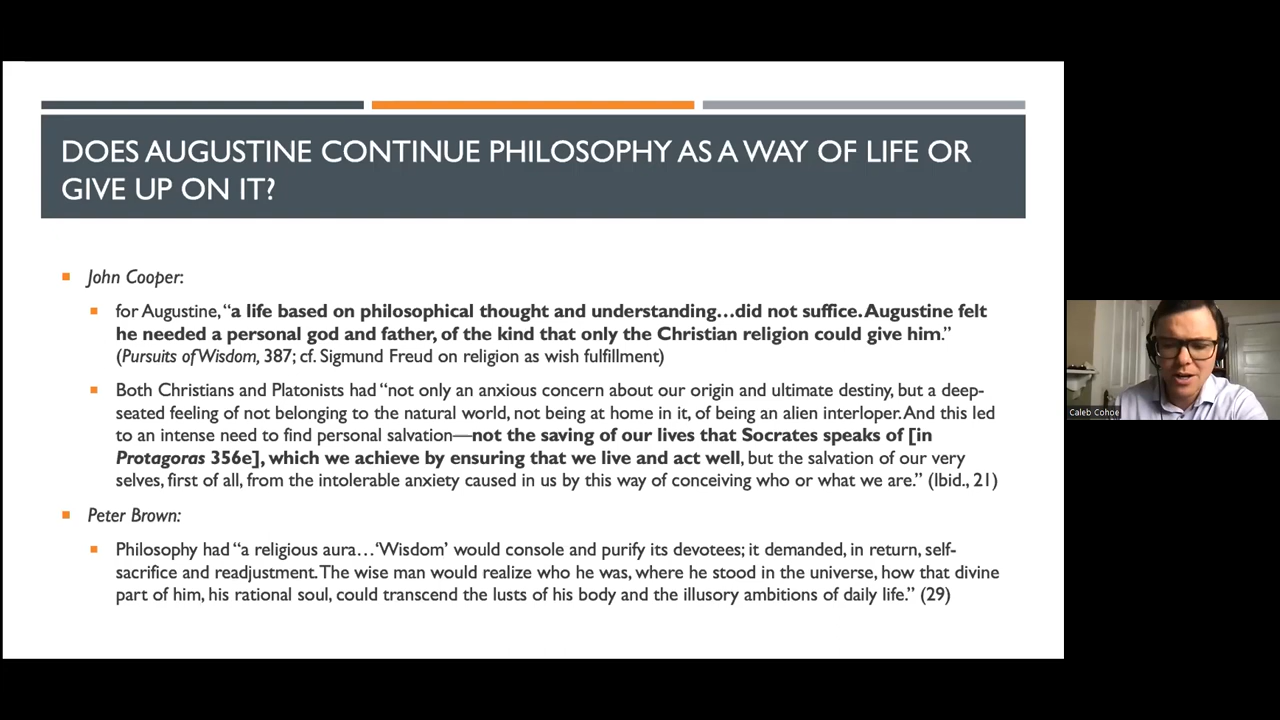 DOES AUGUSTINE CONTINUE PHILOSOPHY AS A WAY OF LIFE OR
GIVE UP ON IT?
John Cooper:
for Augustine, “a life based on philosophical thought and understanding…did not suffice. Augustine felt
he needed a personal god and father, of the kind that only the Christian religion could give him.”
(Pursuits of Wisdom, 387; cf. Sigmund Freud on religion as wish fulfillment)
Both Christians and Platonists had “not only an anxious concern about our origin and ultimate destiny, but a deep-
seated feeling of not belonging to the natural world, not being at home in it, of being an alien interloper. And this led
to an intense need to find personal salvation—not the saving of our lives that Socrates speaks of [in
Protagoras 356e], which we achieve by ensuring that we live and act well, but the salvation of our very
selves, first of all, from the intolerable anxiety caused in us by this way of conceiving who or what we are.” (Ibid., 21)
Peter Brown:
Philosophy had “a religious aura…‘Wisdom’ would console and purify its devotees; it demanded, in return, self-
sacrifice and readjustment. The wise man would realize who he was, where he stood in the universe, how that divine
part of him, his rational soul, could transcend the lusts of his body and the illusory ambitions of daily life.” (29)
Caleb Cohoe